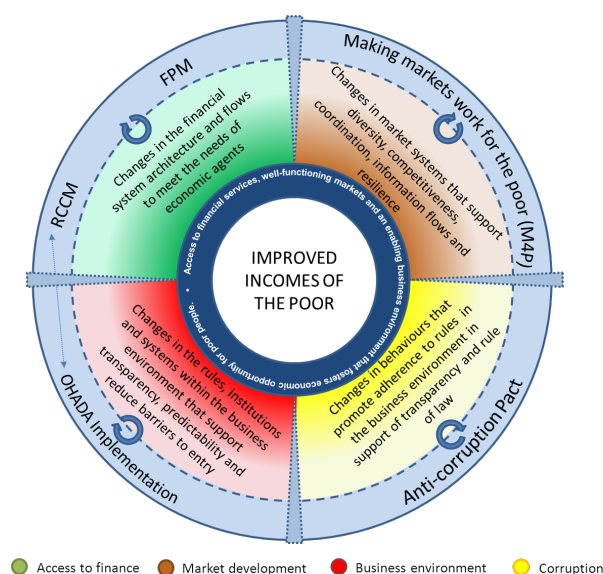 FPM
RCCM
Making markets work for the poor (M4P)
Changes in the financial
system architecture and flows
to meet the needs of
economic agents
Changes in market systems that support
diversity, competitiveness,
coordination, information flows and
resilience
Access to financial services, well-functioning markets and an enabling business environment that fosters economic opportunity for poor people.
IMPROVED
INCOMES OF
THE POOR
Changes in the rules, institutions
and systems within the business
environment that support
transparency, predictability and
reduce barriers to entry
Changes in behaviours that
promote adherence to rules in
the business environment in
support of transparency and rule
of law
OHADA Implementation
Anti-corruption Pact
Access to finance
Market development
Business environment
Corruption